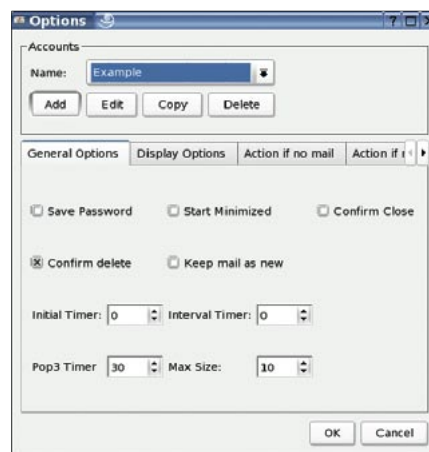 Options
Accounts
Name: Example
Add Edit Copy Delete
General Options Display Options Action if no mail Action if
Save Password Start Minimized Confirm Close
Confirm delete Keep mail as new
Initial Timer: 0 Interval Timer: 0
Pop3 Timer 30 Max Size: 10
OK Cancel